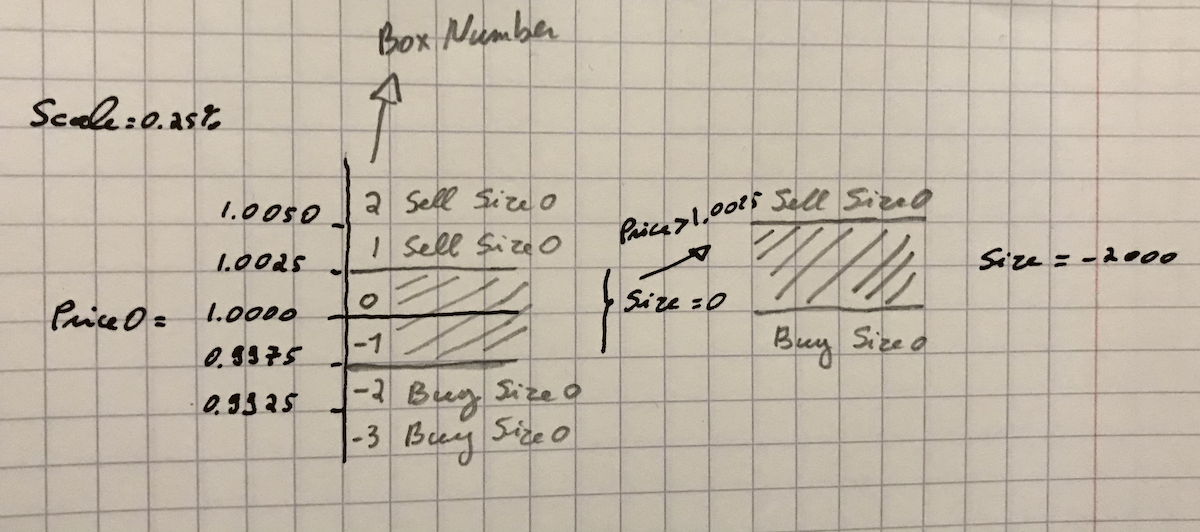 Box Number
Scale = 0.25%
1.0050
2 Sell Size0
1 Sell Size0
1.0025
Price0 = 1.0000
0
-1
0.9975
-2 Buy Size0
0.9925
-3 Buy Size0
Price > 1.0025
Size = 0
Sell Size0
Buy Size0
Size = -2000